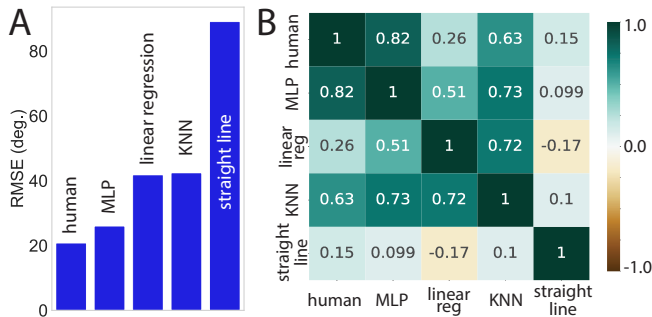 A
RMSE (deg.)
80
60
40
20
0
human
MLP
linear regression
KNN
straight line
B
human
MLP
linear
reg
KNN
straight
line
1 0.82 0.26 0.63 0.15
0.82 1 0.51 0.73 0.099
0.26 0.51 1 0.72 -0.17
0.63 0.73 0.72 1 0.1
0.15 0.099 -0.17 0.1 1
human MLP linear reg KNN straight line
1.0
0.0
-1.0